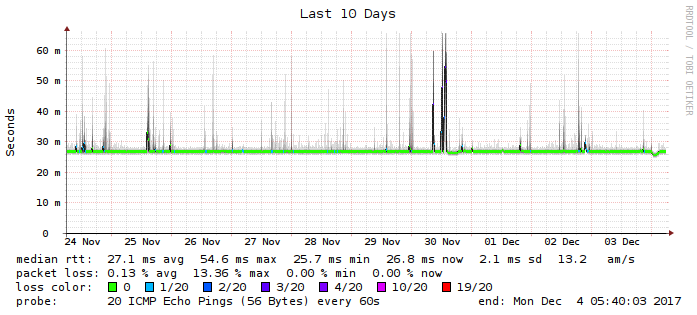 Last 10 Days
RRDTOOL / TOBI OETIKER
Seconds
60 m
50 m
40 m
30 m
20 m
10 m
0
24 Nov 25 Nov 26 Nov 27 Nov 28 Nov 29 Nov 30 Nov 01 Dec 02 Dec 03 Dec
median rtt: 27.1 ms avg 54.6 ms max 25.7 ms min 26.8 ms now 2.1 ms sd 13.2 am/s
packet loss: 0.13 % avg 13.36 % max 0.00 % min 0.00 % now
loss color: 0 1/20 2/20 3/20 4/20 10/20 19/20
probe: 20 ICMP Echo Pings (56 Bytes) every 60s end: Mon Dec 4 05:40:03 2017